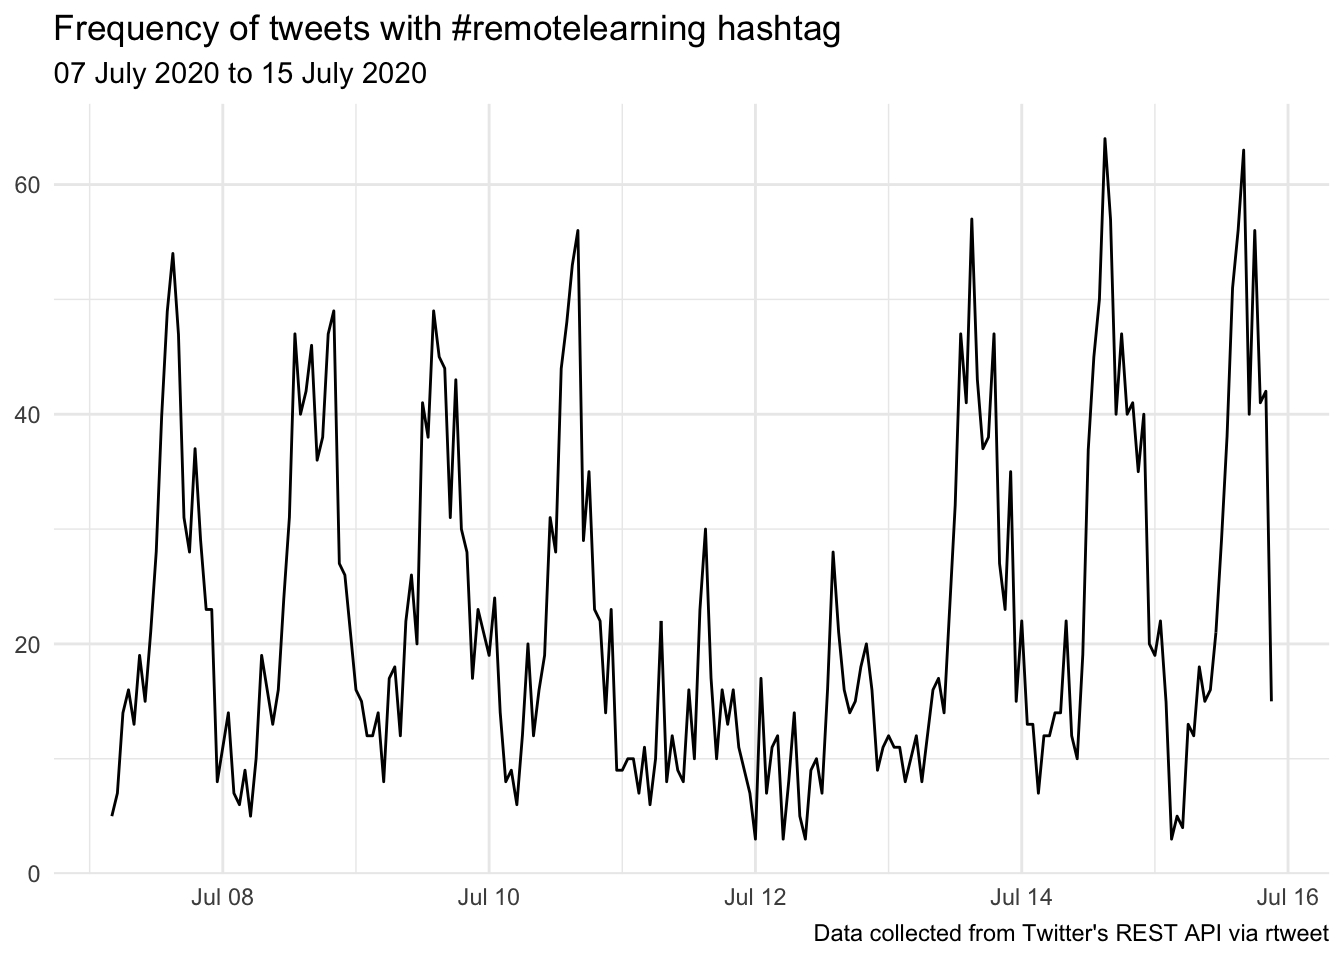 Frequency of tweets with #remotelearning hashtag
07 July 2020 to 15 July 2020
60
40
20
0
Jul 08 Jul 10 Jul 12 Jul 14 Jul 16
Data collected from Twitter's REST API via rtweet